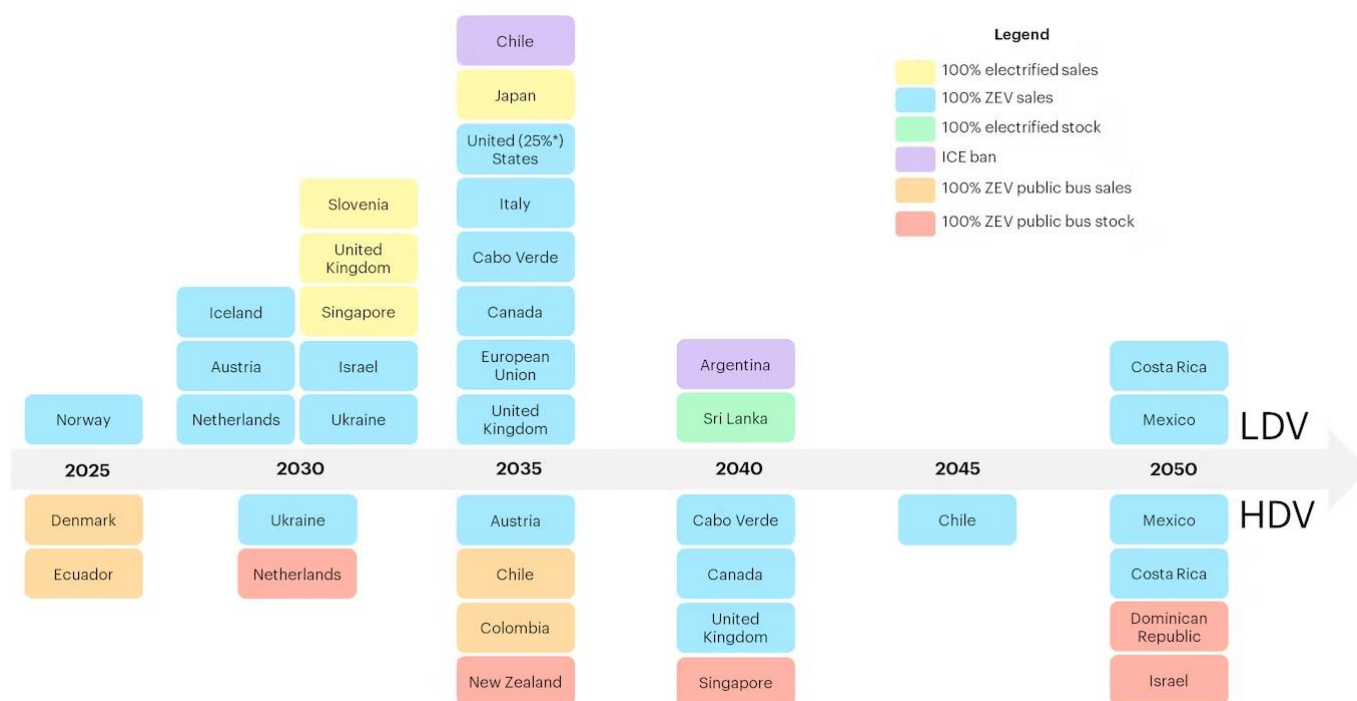 Chile
Legend
Japan
100% electrified sales
100% ZEV sales
100% electrified stock
ICE ban
100% ZEV public bus sales
100% ZEV public bus stock
United (25%*)
States
Slovenia
Italy
United
Kingdom
Cabo Verde
Iceland
Singapore
Canada
Austria
Israel
European
Union
Argentina
Costa Rica
Norway
Netherlands
Ukraine
United
Kingdom
Sri Lanka
Mexico
LDV
2025
2030
2035
2040
2045
2050
Denmark
Ukraine
Austria
Cabo Verde
Chile
Mexico
HDV
Ecuador
Netherlands
Chile
Canada
Costa Rica
Colombia
United
Kingdom
Dominican
Republic
New Zealand
Singapore
Israel